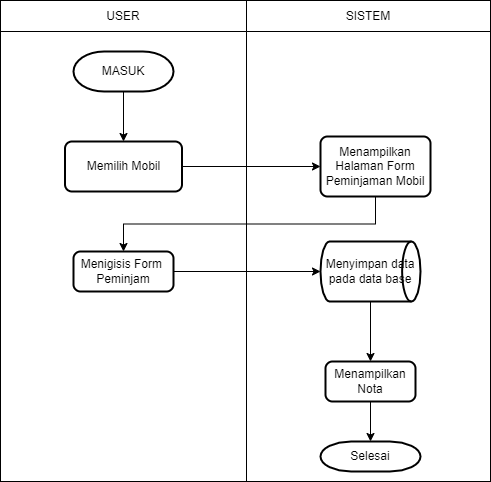 USER
SISTEM
MASUK
Memilih Mobil
Menampilkan
Halaman Form
Peminjaman Mobil
Menigisis Form
Peminjam
Menyimpan data
pada data base
Menampilkan
Nota
Selesai